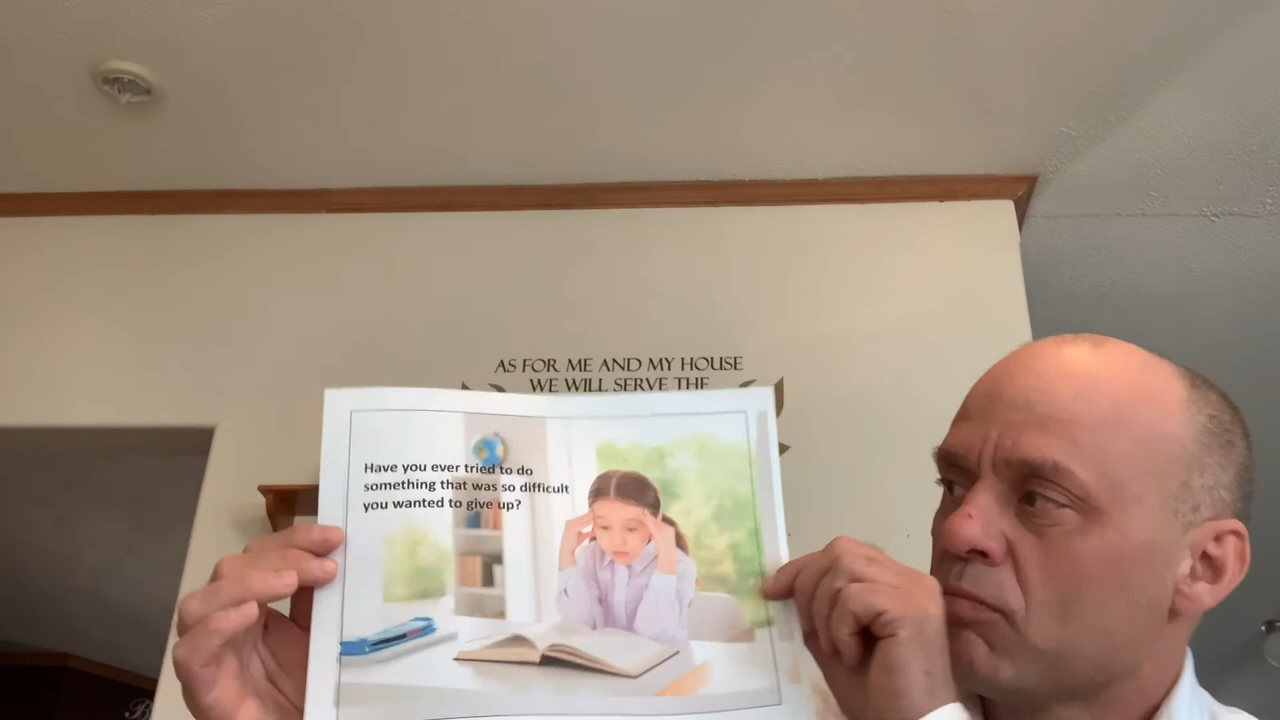 AS FOR ME AND MY HOUSE
WE WILL SERVE THE
Have you ever tried to do
something that was so difficult
you wanted to give up?